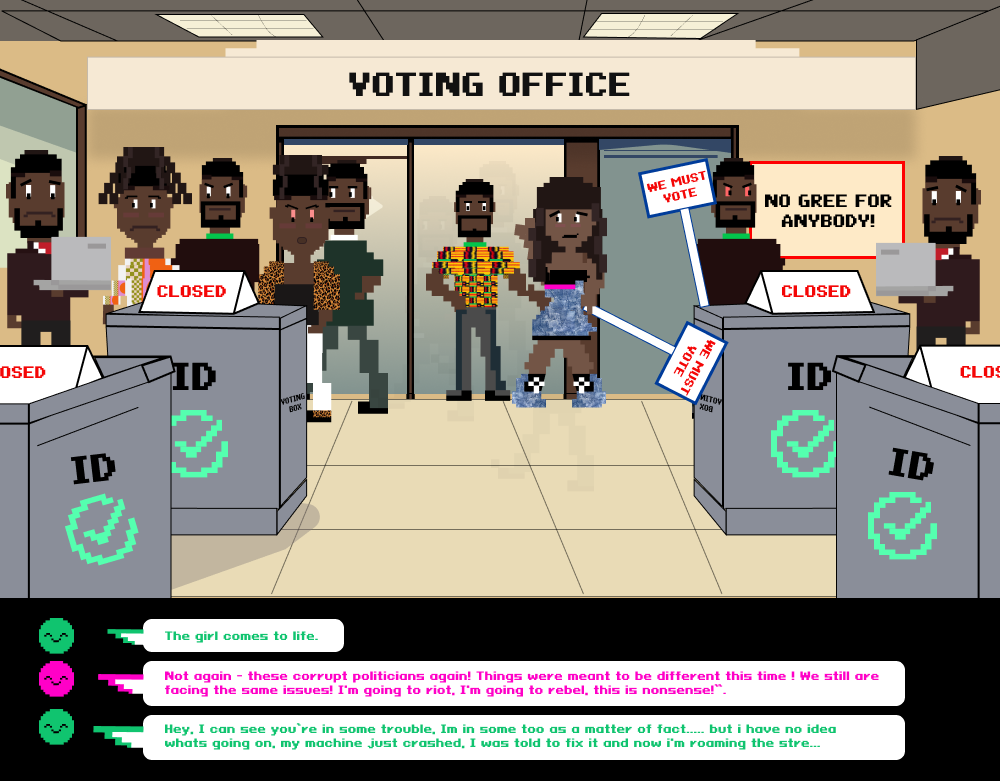 VOTING OFFICE
WE MUST
VOTE
NO GREE FOR
ANYBODY!
CLOSED
CLOSED
OSED
CLOS
ID
ID
VOTING
BOX
WE MUST
VOTE
VOTING
BOX
ID
ID
The girl comes to life.
Not again - these corrupt politicians again! Things were meant to be different this time ! We still are
facing the same issues! I'm going to riot, I'm going to rebel, this is nonsense!``.
Hey, I can see you`re in some trouble, Im in some too as a matter of fact..... but i have no idea
whats going on, my machine just crashed, I was told to fix it and now i'm roaming the stre...